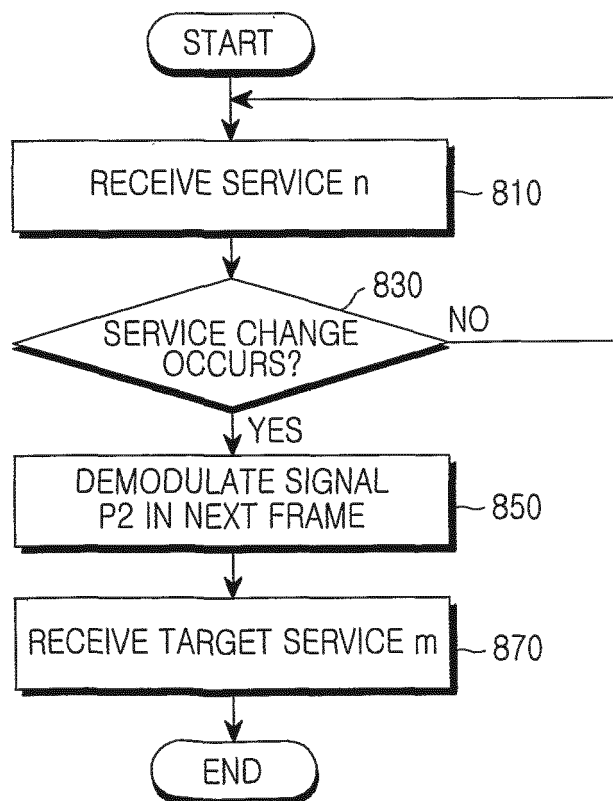 START
RECEIVE SERVICE n
810
830
SERVICE CHANGE
OCCURS?
NO
YES
DEMODULATE SIGNAL
P2 IN NEXT FRAME
850
RECEIVE TARGET SERVICE m
870
END